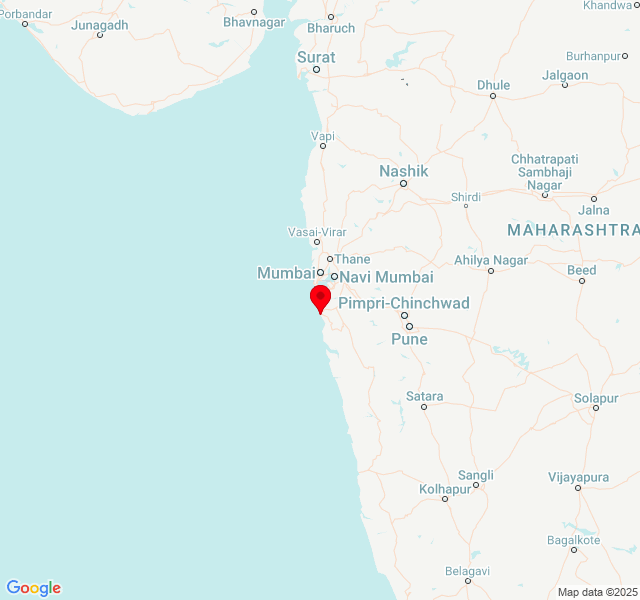 Porbandar
Junagadh
Bhavnagar
Bharuch
Khandwa
Surat
Burhanpur
Jalgaon
Dhule
Vapi
Nashik
Chhatrapati
Sambhaji
Nagar
Shirdi
Jalna
MAHARASHTRA
Vasai-Virar
Thane
Mumbai
Navi Mumbai
Ahilya Nagar
Beed
Pimpri-Chinchwad
Pune
Satara
Solapur
Sangli
Kolhapur
Vijayapura
Bagalkote
Belagavi
Google
Map data ©2025